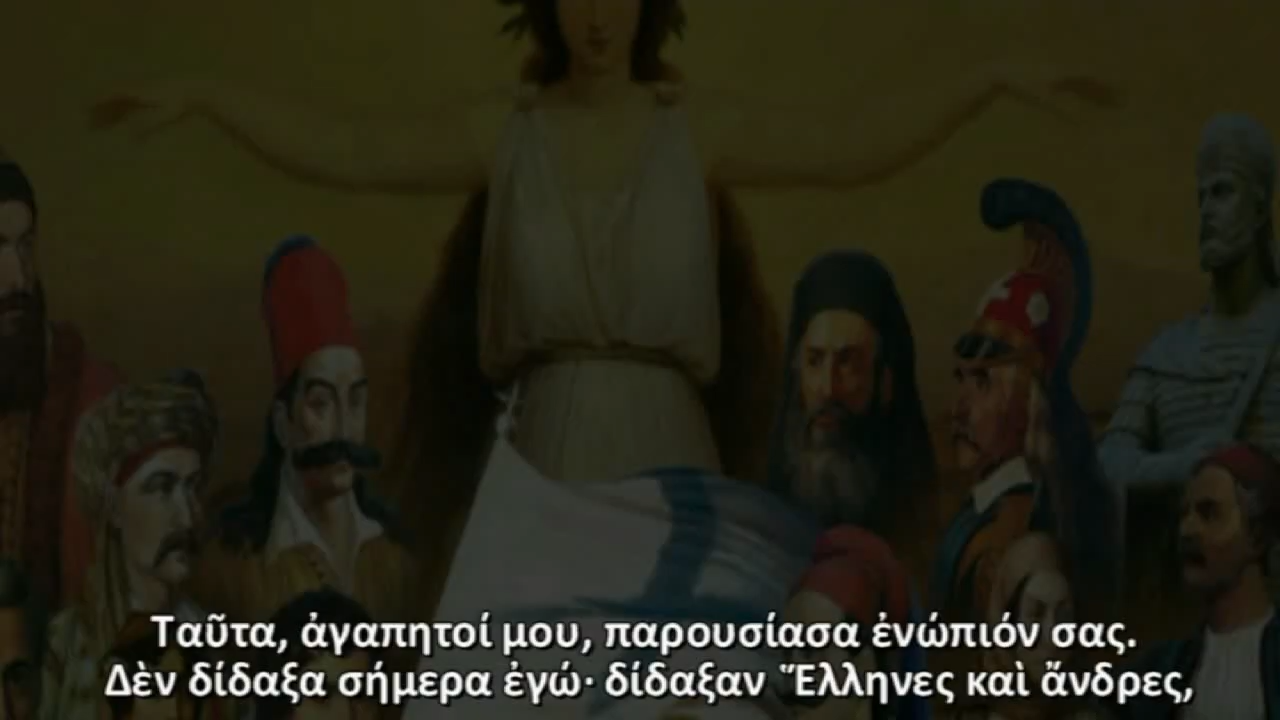 Ταῦτα, ἀγαπητοί μου, παρουσίασα ἐνώπιόν σας.
Δὲν δίδαξα σήμερα ἐγώ· δίδαξαν Ἕλληνες καὶ ἄνδρες,